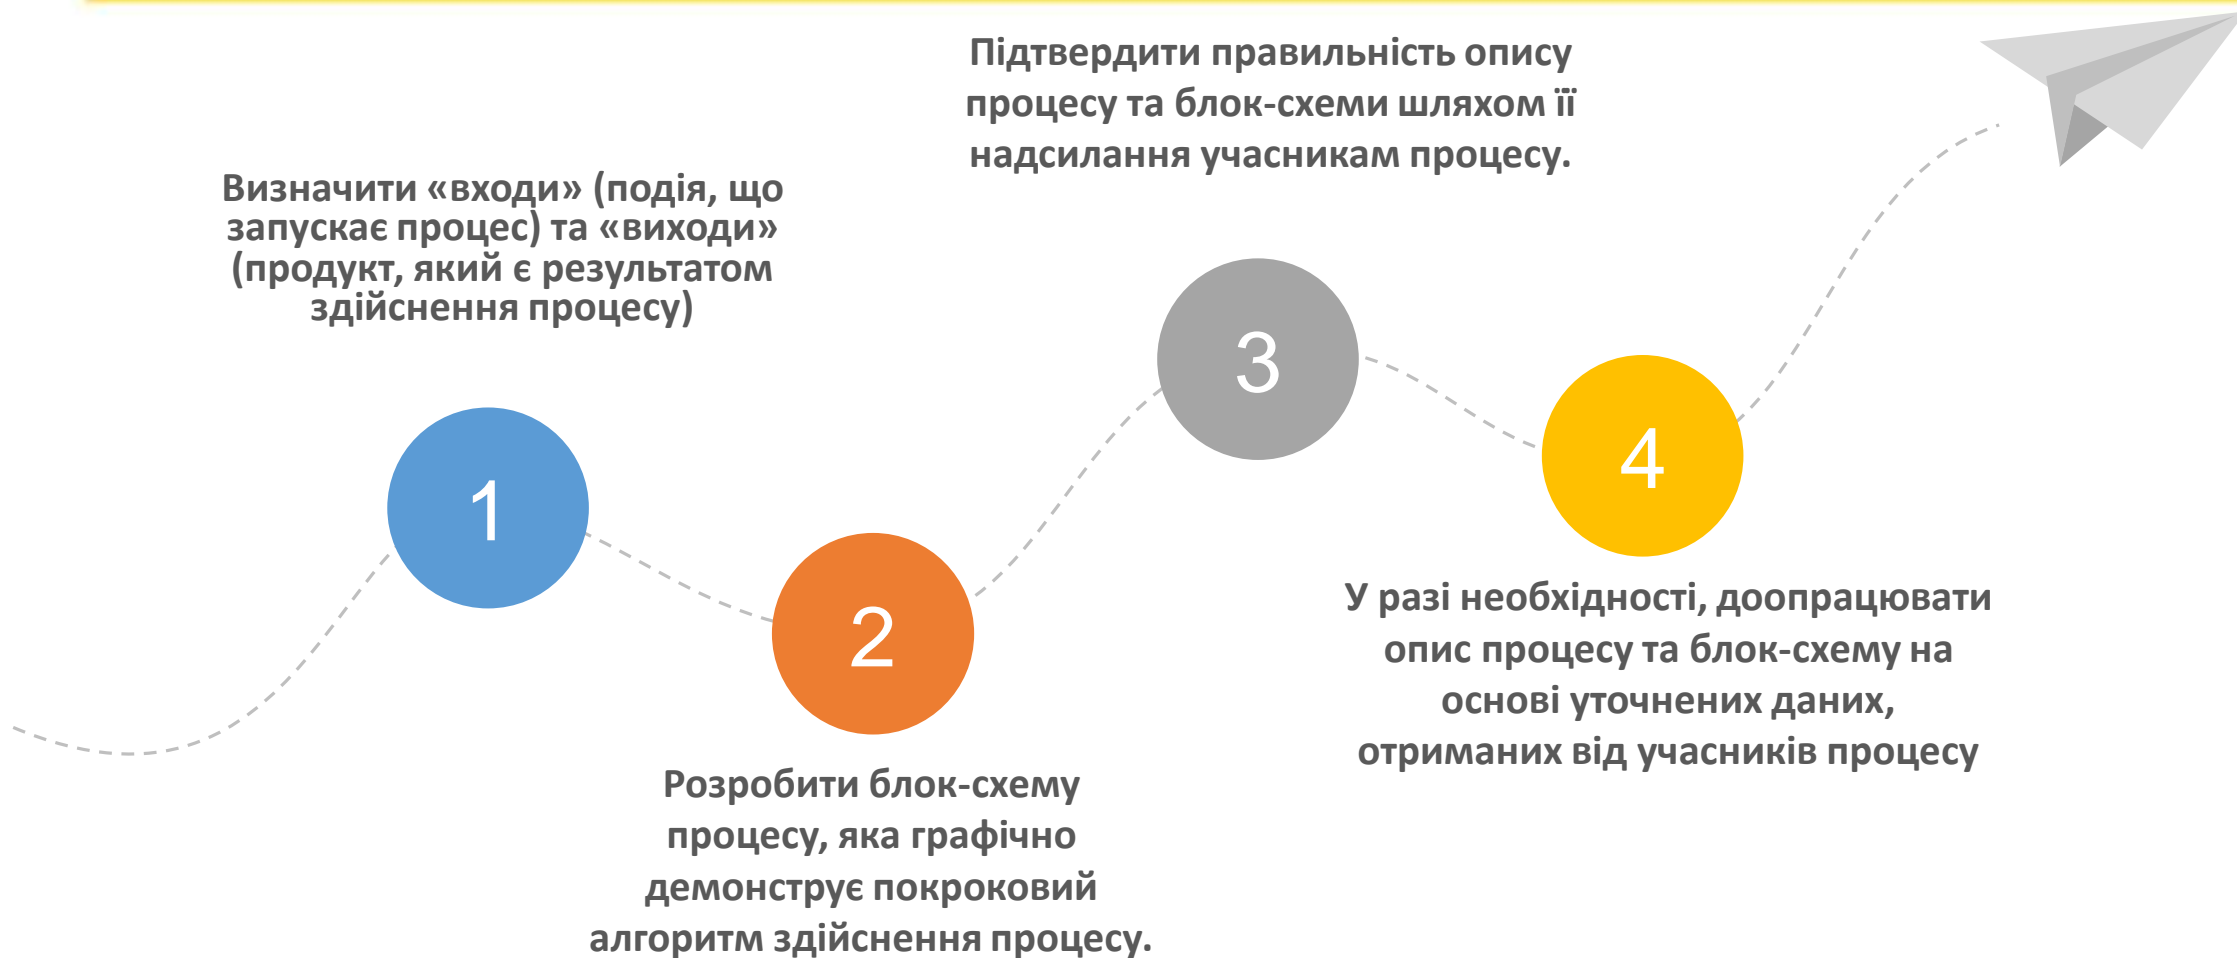 Визначити «входи» (подія, що
запускає процес) та «виходи»
(продукт, який є результатом
здійснення процесу)
1
2
Розробити блок-схему
процесу, яка графічно
демонструє покроковий
алгоритм здійснення процесу.
Підтвердити правильність опису
процесу та блок-схеми шляхом її
надсилання учасникам процесу.
3
4
У разі необхідності, доопрацювати
опис процесу та блок-схему на
основі уточнених даних,
отриманих від учасників процесу